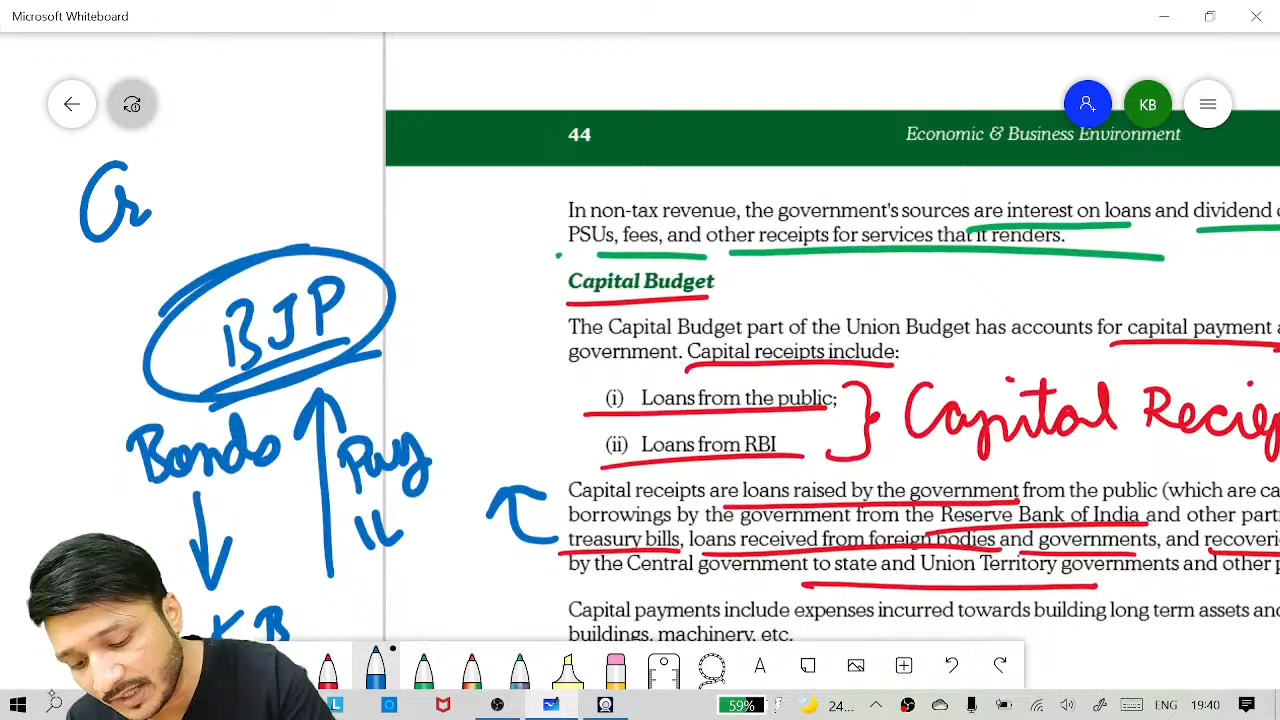 Microsoft Whiteboard
KB
44 Economic & Business Environment
In non-tax revenue, the government's sources are interest on loans and dividend
PSUs, fees, and other receipts for services that it renders.
Capital Budget
The Capital Budget part of the Union Budget has accounts for capital payment
government. Capital receipts include:
(i) Loans from the public;
(ii) Loans from RBI
Capital Reciep
Capital receipts are loans raised by the government from the public (which are ca
borrowings by the government from the Reserve Bank of India and other part
treasury bills, loans received from foreign bodies and governments, and recoveri
by the Central government to state and Union Territory governments and other p
Capital payments include expenses incurred towards building long term assets and
buildings, machinery, etc.
BJP
Bonds
Pay
KB
A
59% 24... ENG 19:40